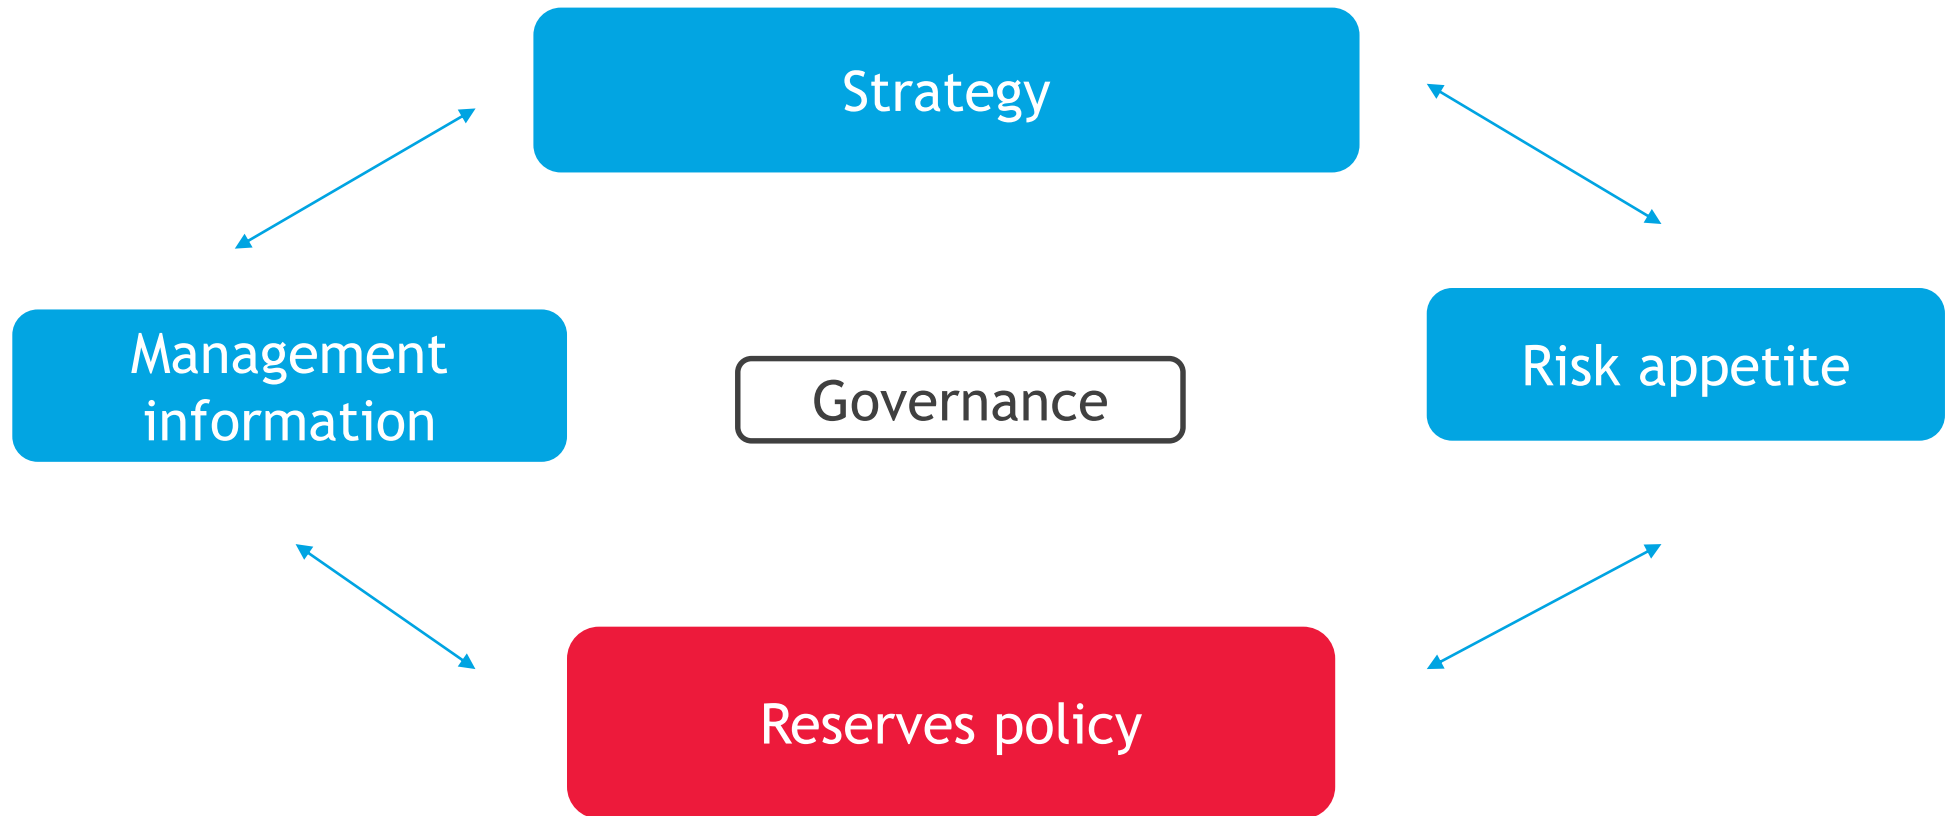 Strategy
Management
information
Governance
Risk appetite
Reserves policy